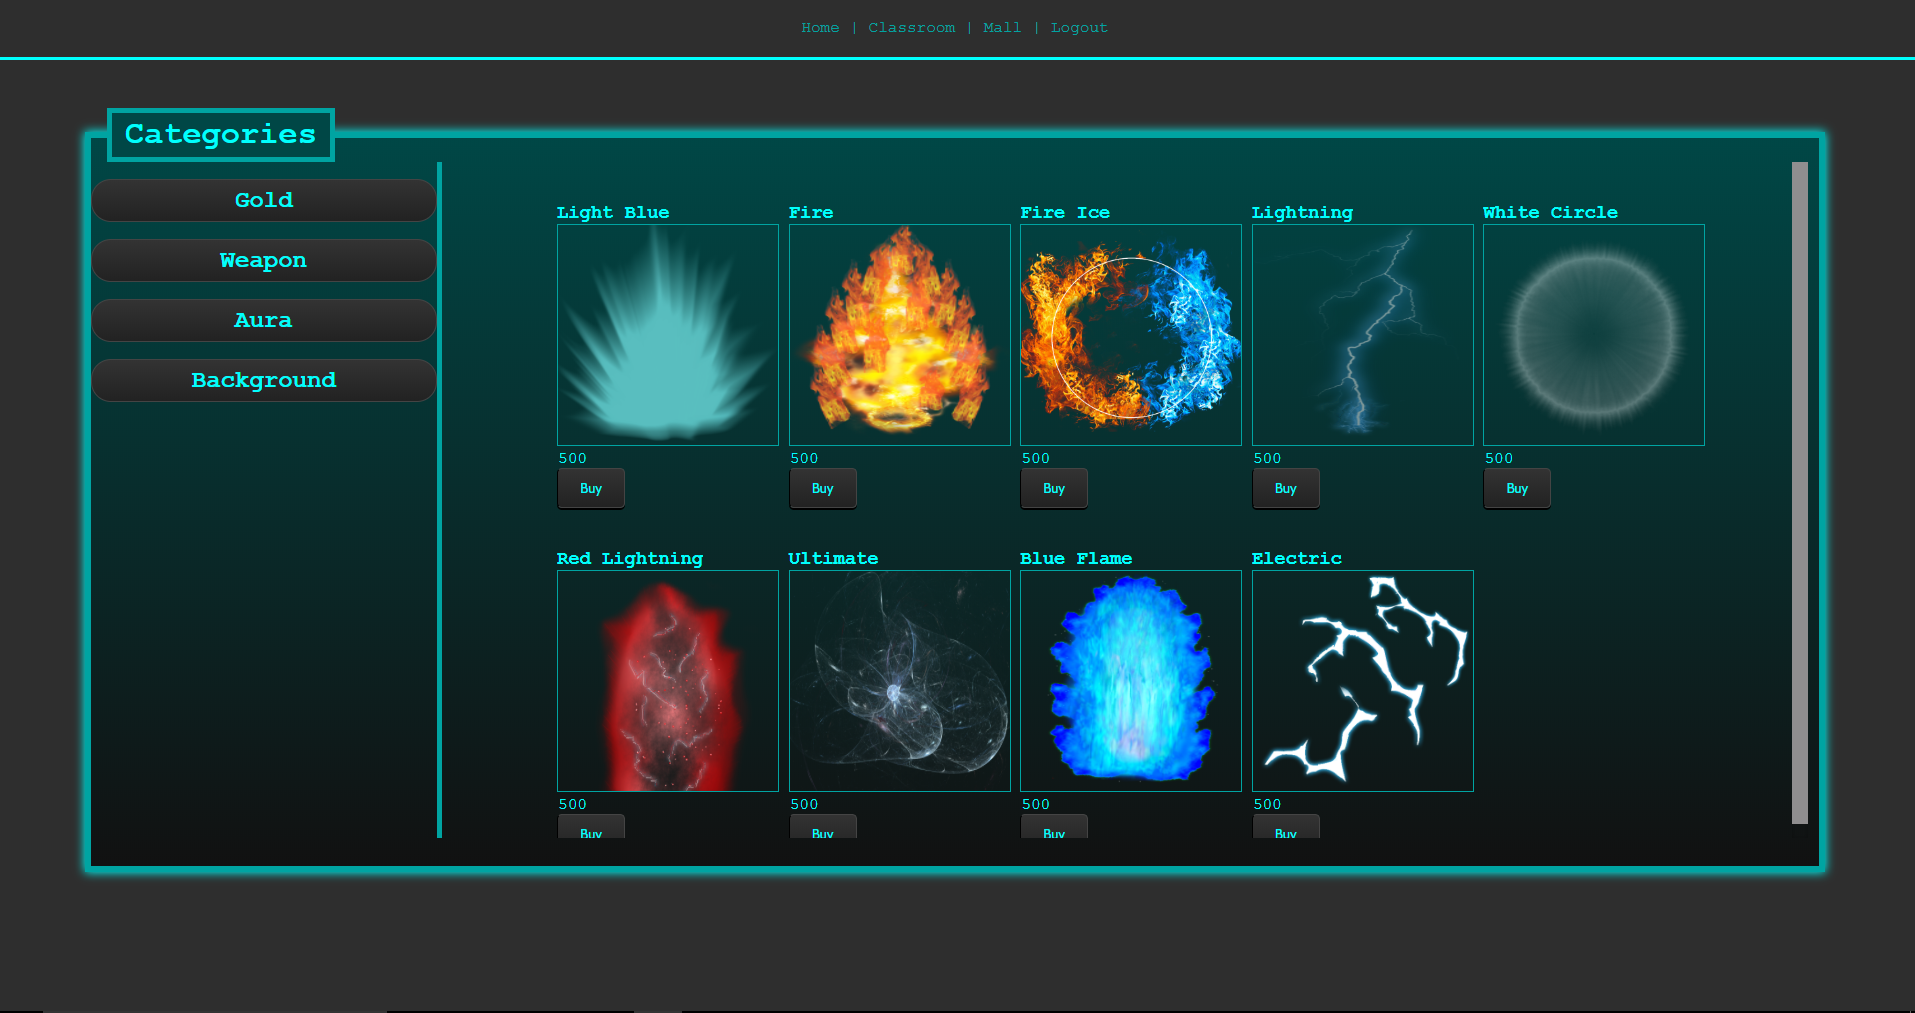 Home | Classroom | Mall | Logout
Categories
Gold
Weapon
Aura
Background
Light Blue Fire Fire Ice Lightning White Circle
500 500 500 500 500
Buy Buy Buy Buy Buy
Red Lightning Ultimate Blue Flame Electric
500 500 500 500
Buy Buy Buy Buy